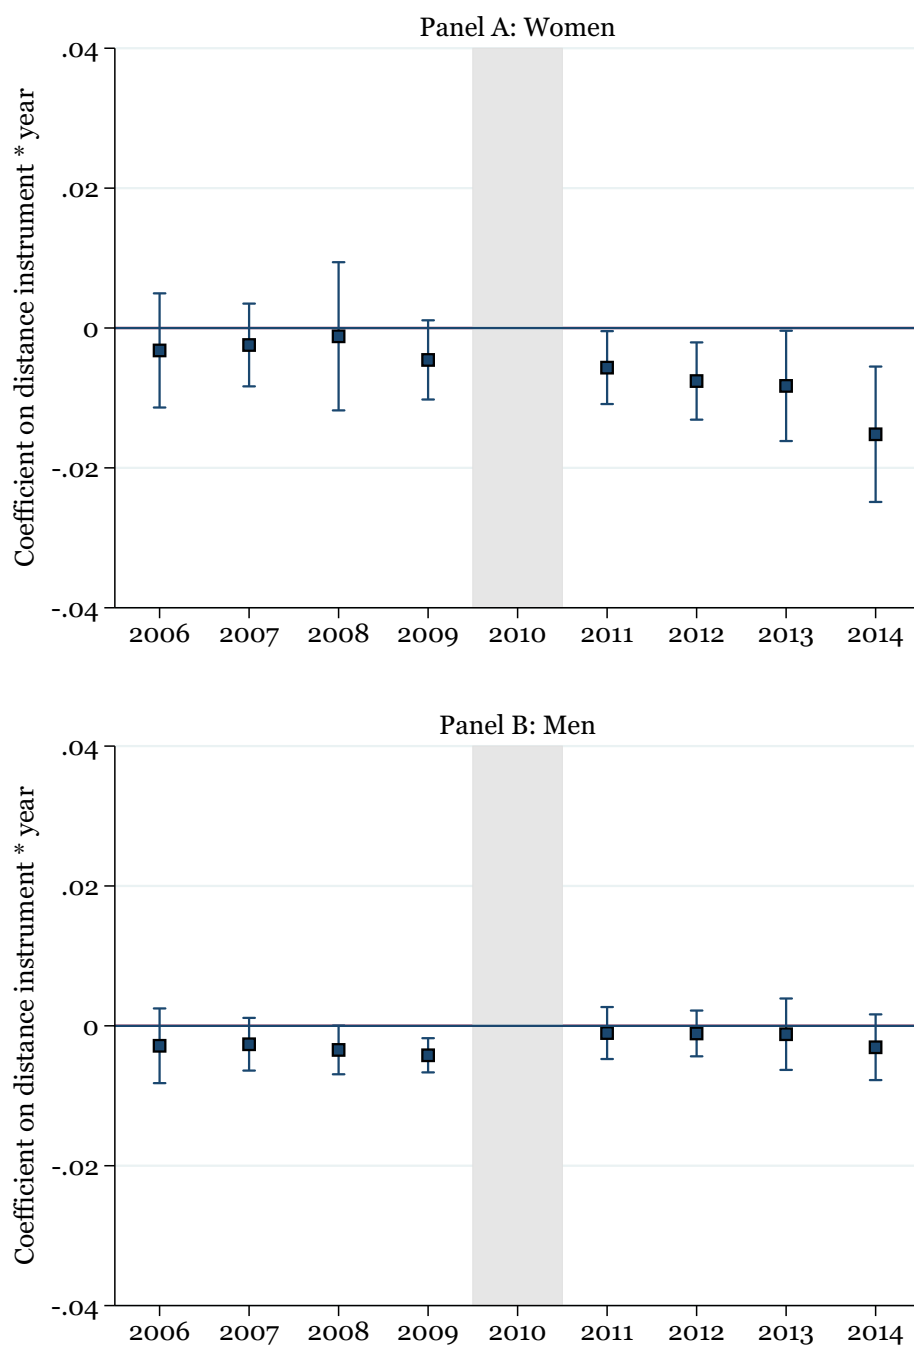 Panel A: Women
Coefficient on distance instrument * year
.04
.02
0
-.02
-.04
2006 2007 2008 2009 2010 2011 2012 2013 2014
Panel B: Men
Coefficient on distance instrument * year
.04
.02
0
-.02
-.04
2006 2007 2008 2009 2010 2011 2012 2013 2014